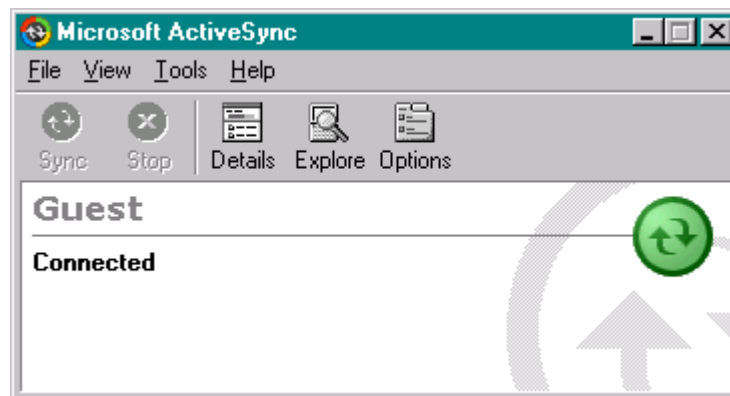 Microsoft ActiveSync
File View Tools Help
Sync Stop Details Explore Options
Guest
Connected